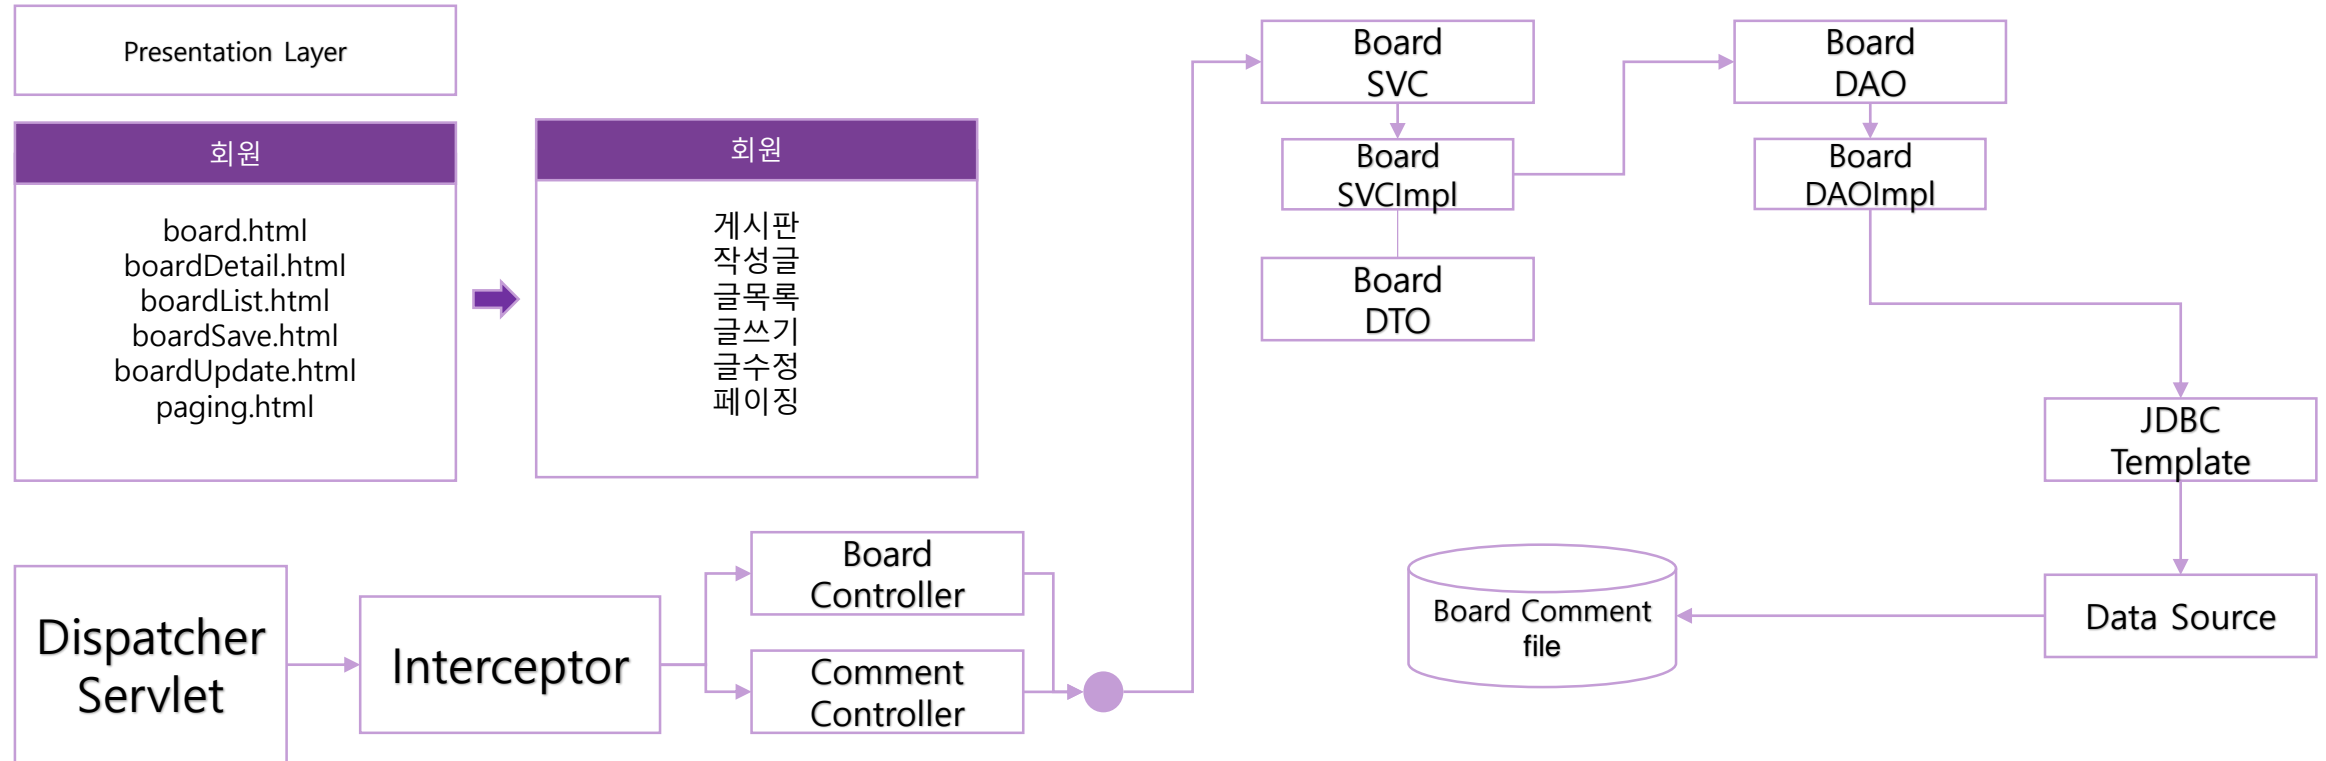 Presentation Layer
회원
board.html
boardDetail.html
boardList.html
boardSave.html
boardUpdate.html
paging.html
회원
게시판
작성글
글목록
글쓰기
글수정
페이징
Board
SVC
Board
SVCImpl
Board
DTO
Board
DAO
Board
DAOImpl
JDBC
Template
Data Source
Board Comment
file
Dispatcher
Servlet
Interceptor
Board
Controller
Comment
Controller